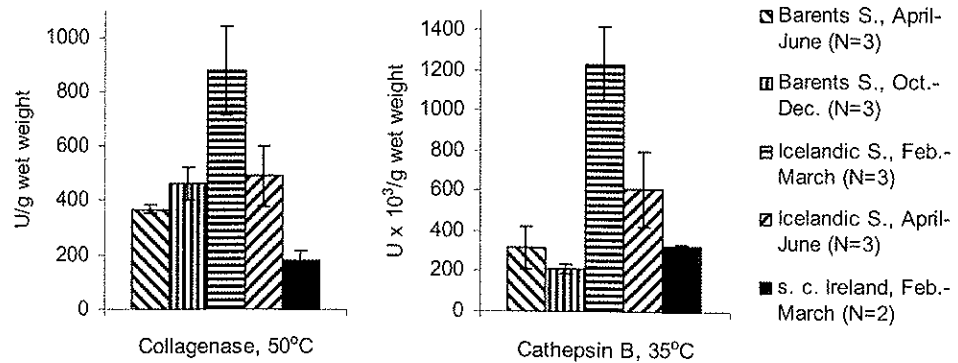 U/g wet weight
1000
800
600
400
200
0
Collagenase, 50°C
U x 10³/g wet weight
1400
1200
1000
800
600
400
200
0
Cathepsin B, 35°C
Barents S., April-
June (N=3)
Barents S., Oct.-
Dec. (N=3)
Icelandic S., Feb.-
March (N=3)
Icelandic S., April-
June (N=3)
s. c. Ireland, Feb.-
March (N=2)